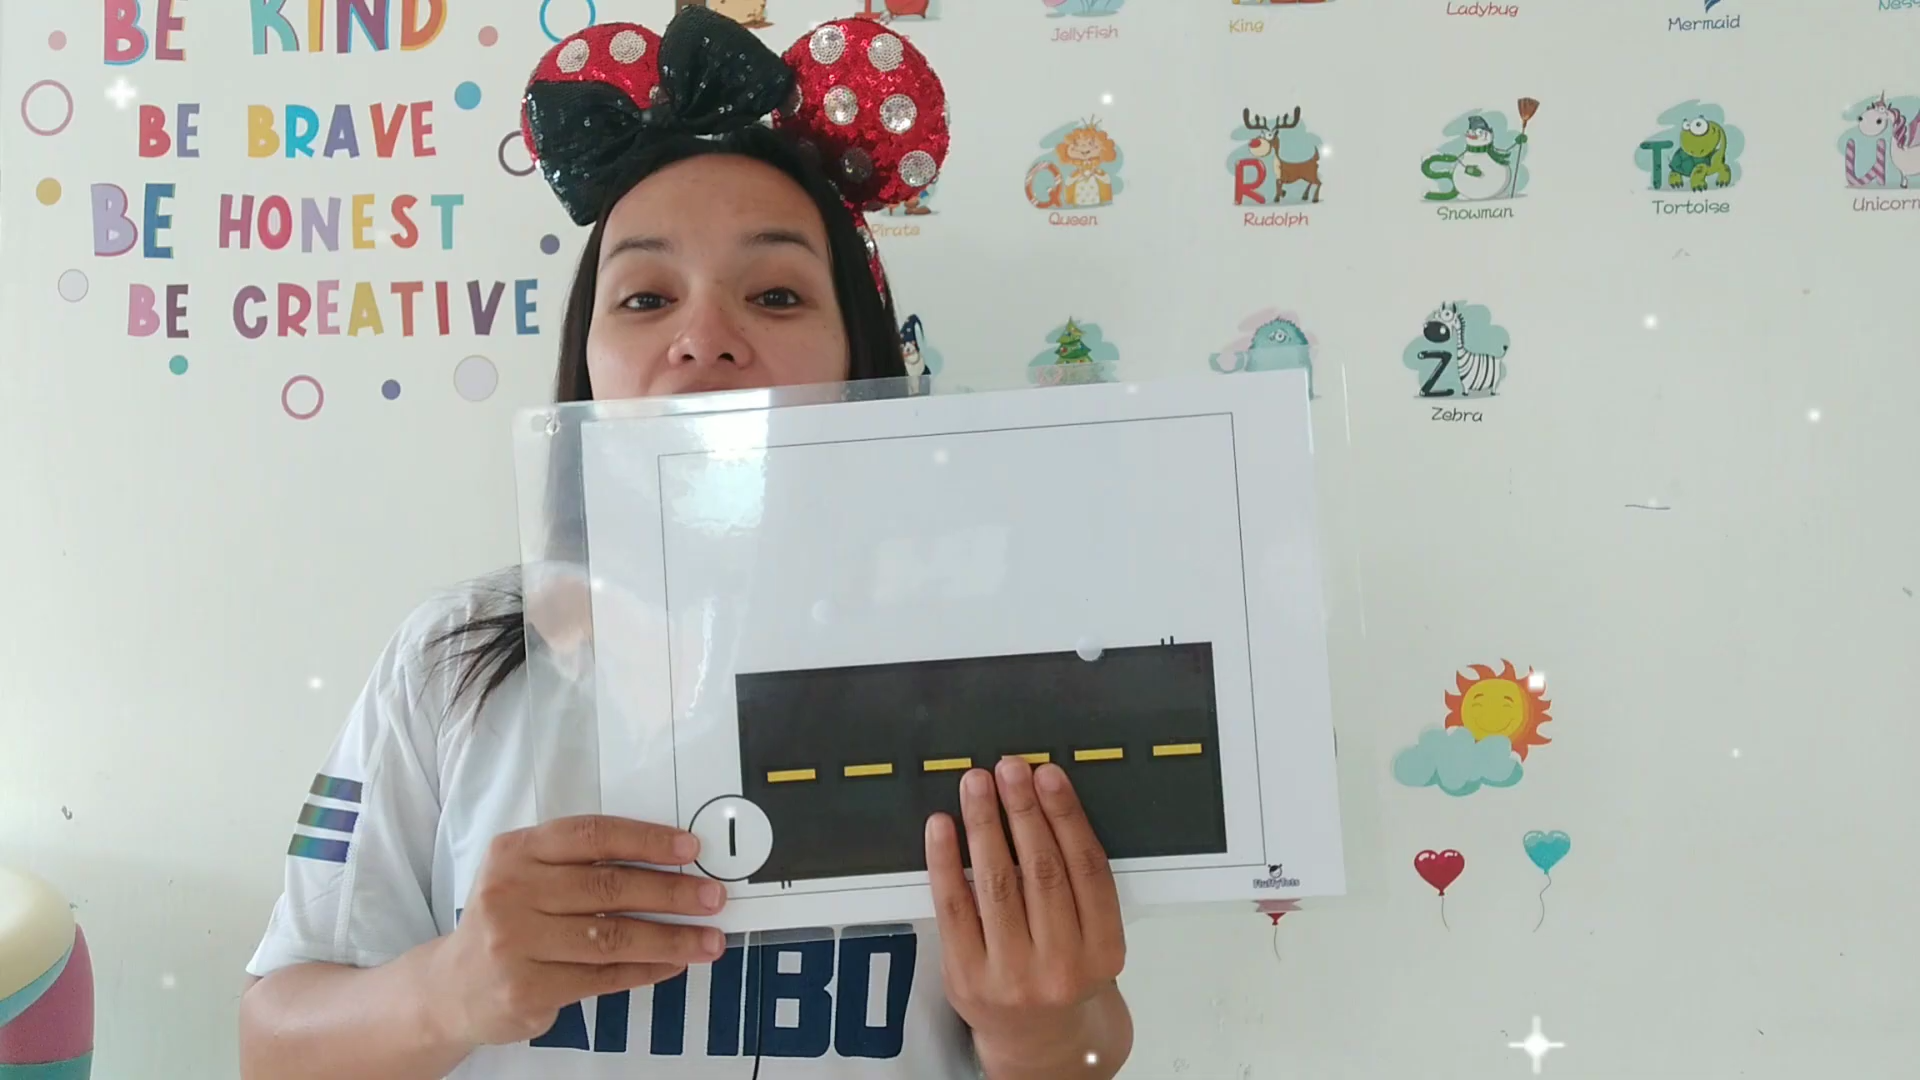 BE KIND
BE BRAVE
BE HONEST
BE CREATIVE
Jellyfish
King
Ladybug
Mermaid
Pirate
Q
Queen
R
Rudolph
S
Snowman
T
Tortoise
U
Unicorn
Z
Zebra
1
FluffyTots